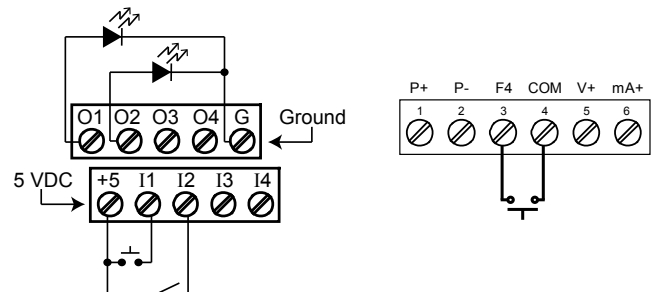 O1 O2 O3 O4 G
Ground
5 VDC
+5 I1 I2 I3 I4
P+ P- F4 COM V+ mA+
1 2 3 4 5 6